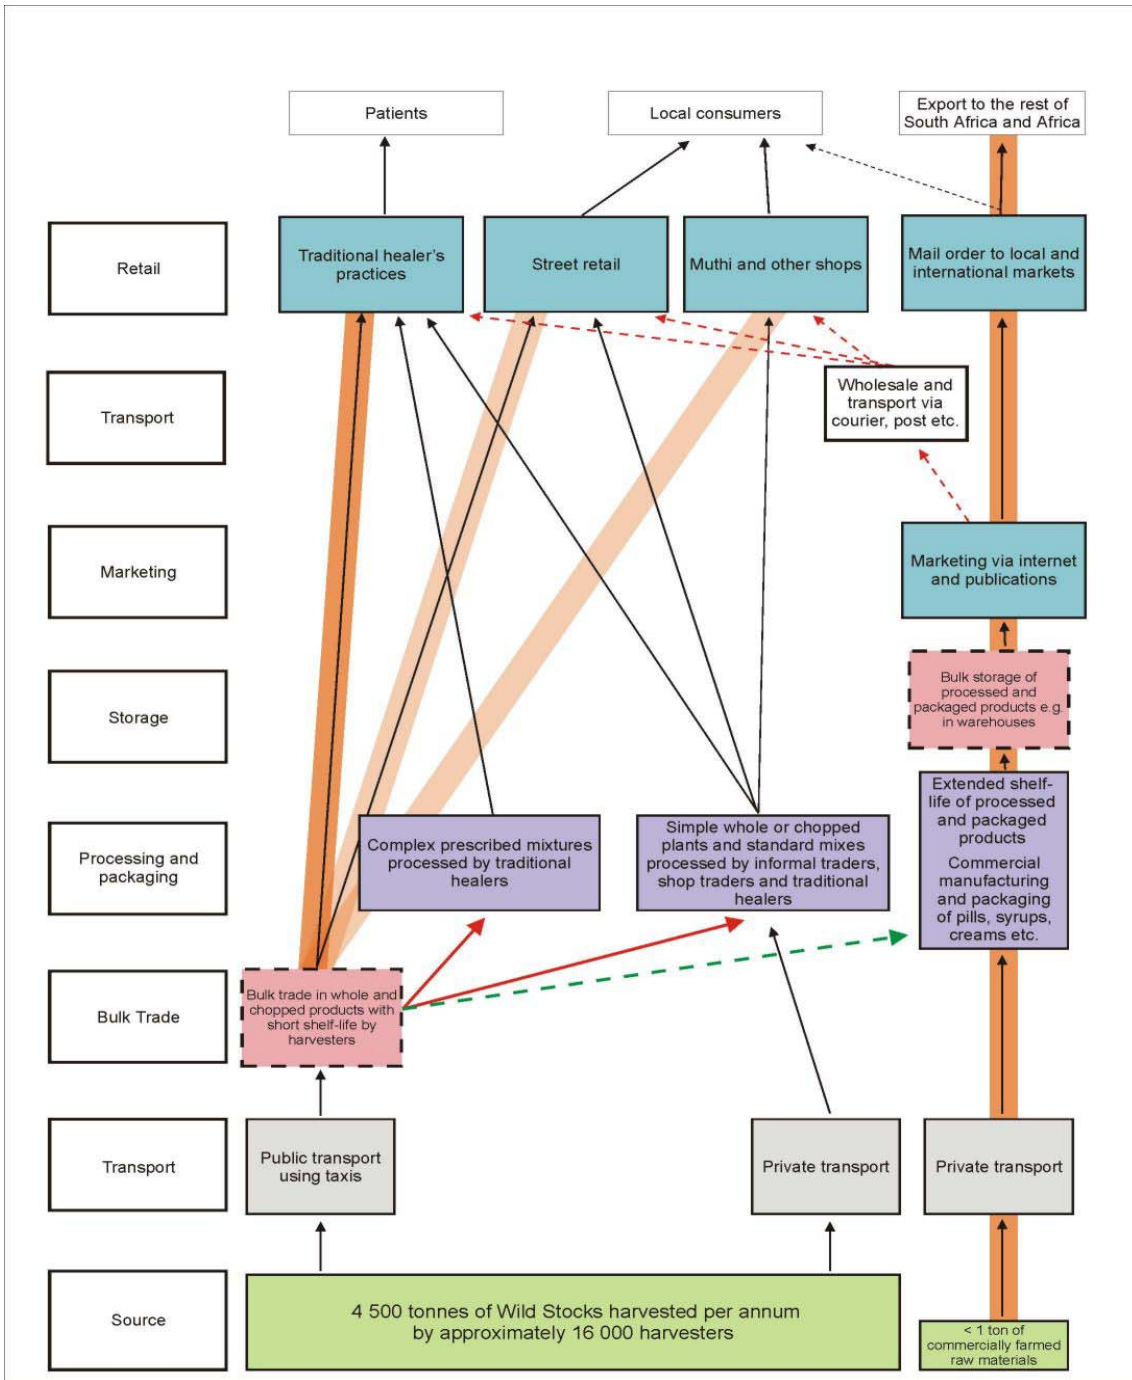 Patients
Local consumers
Export to the rest of
South Africa and Africa
Retail
Traditional healer's
practices
Street retail
Muthi and other shops
Mail order to local and
international markets
Transport
Wholesale and
transport via
courier, post etc.
Marketing
Marketing via internet
and publications
Storage
Bulk storage of
processed and
packaged products e.g.
in warehouses
Processing and
packaging
Complex prescribed mixtures
processed by traditional
healers
Simple whole or chopped
plants and standard mixes
processed by informal traders,
shop traders and traditional
healers
Extended shelf-
life of processed
and packaged
products
Commercial
manufacturing
and packaging
of pills, syrups,
creams etc.
Bulk Trade
Bulk trade in whole and
chopped products with
short shelf-life by
harvesters
Transport
Public transport
using taxis
Private transport
Private transport
Source
4 500 tonnes of Wild Stocks harvested per annum
by approximately 16 000 harvesters
< 1 ton of
commercially farmed
raw materials